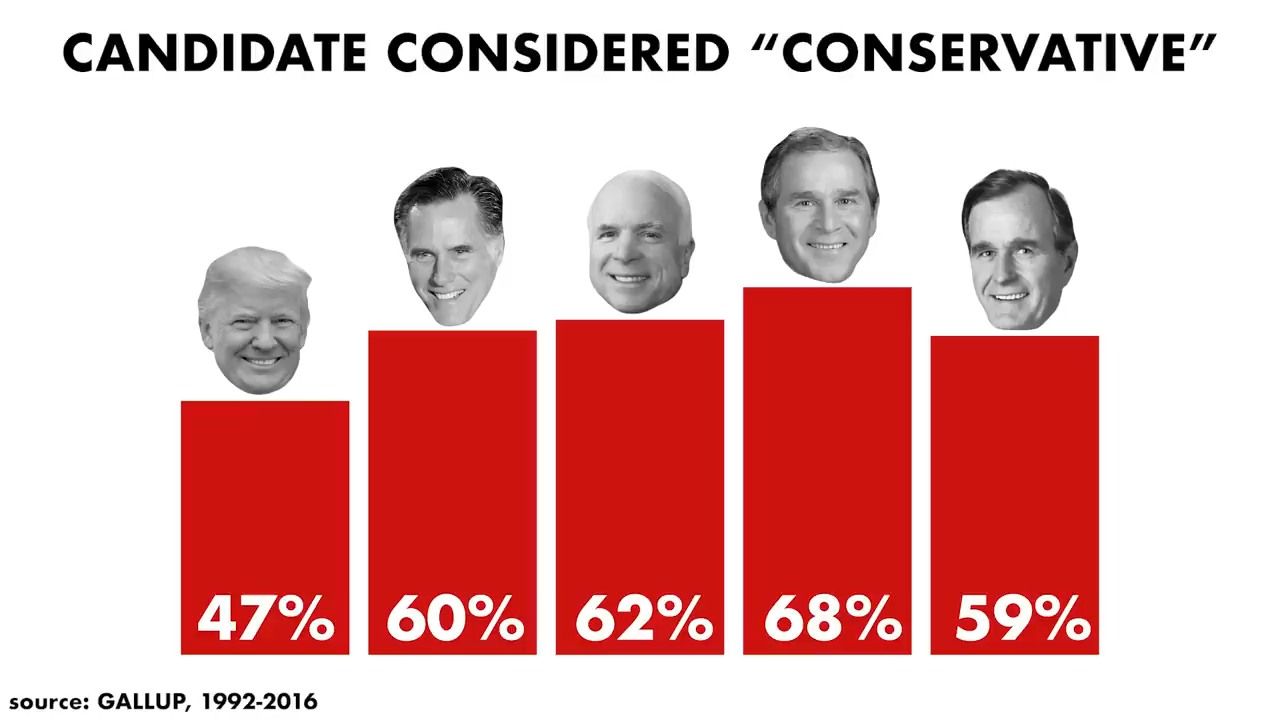 CANDIDATE CONSIDERED “CONSERVATIVE”
47% 60% 62% 68% 59%
source: GALLUP, 1992-2016